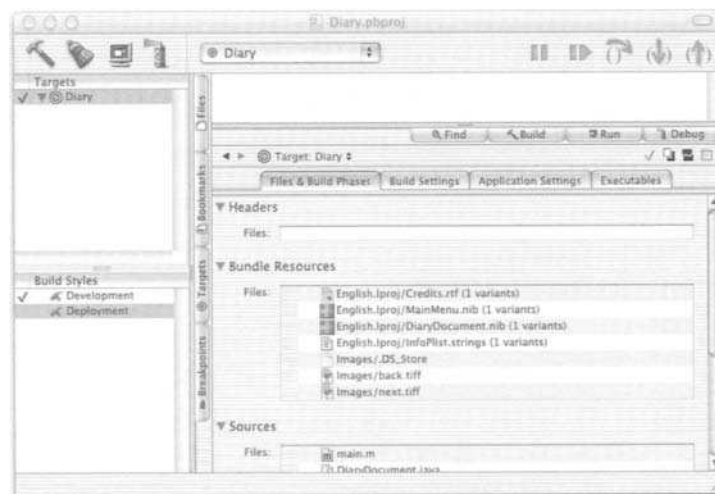 Diary.pbproj
Diary
Targets
Diary
Files
Bookmarks
Targets
Breakpoints
Find
Build
Run
Debug
Target: Diary
Files & Build Phases
Build Settings
Application Settings
Executables
Headers
Files:
Bundle Resources
Files:
English.lproj/Credits.rtf (1 variants)
English.lproj/MainMenu.nib (1 variants)
English.lproj/DiaryDocument.nib (1 variants)
English.lproj/InfoPlist.strings (1 variants)
Images/.DS_Store
Images/back.tiff
Images/next.tiff
Build Styles
Development
Deployment
Sources
Files:
main.m
DiaryDocument.java